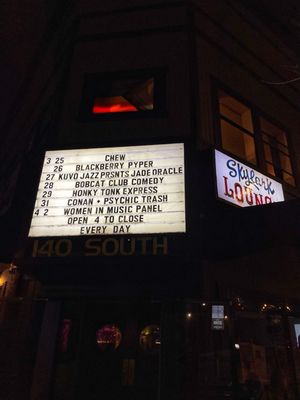 3 25 CHEW
26 BLACKBERRY PYPER
27 KUVO JAZZ PRSNTS JADE ORACLE
28 BOBCAT CLUB COMEDY
29 HONKY TONK EXPRESS
31 CONAN + PSYCHIC TRASH
4 2 WOMEN IN MUSIC PANEL
OPEN 4 TO CLOSE
EVERY DAY
140 SOUTH
Skylark
LOUNGE